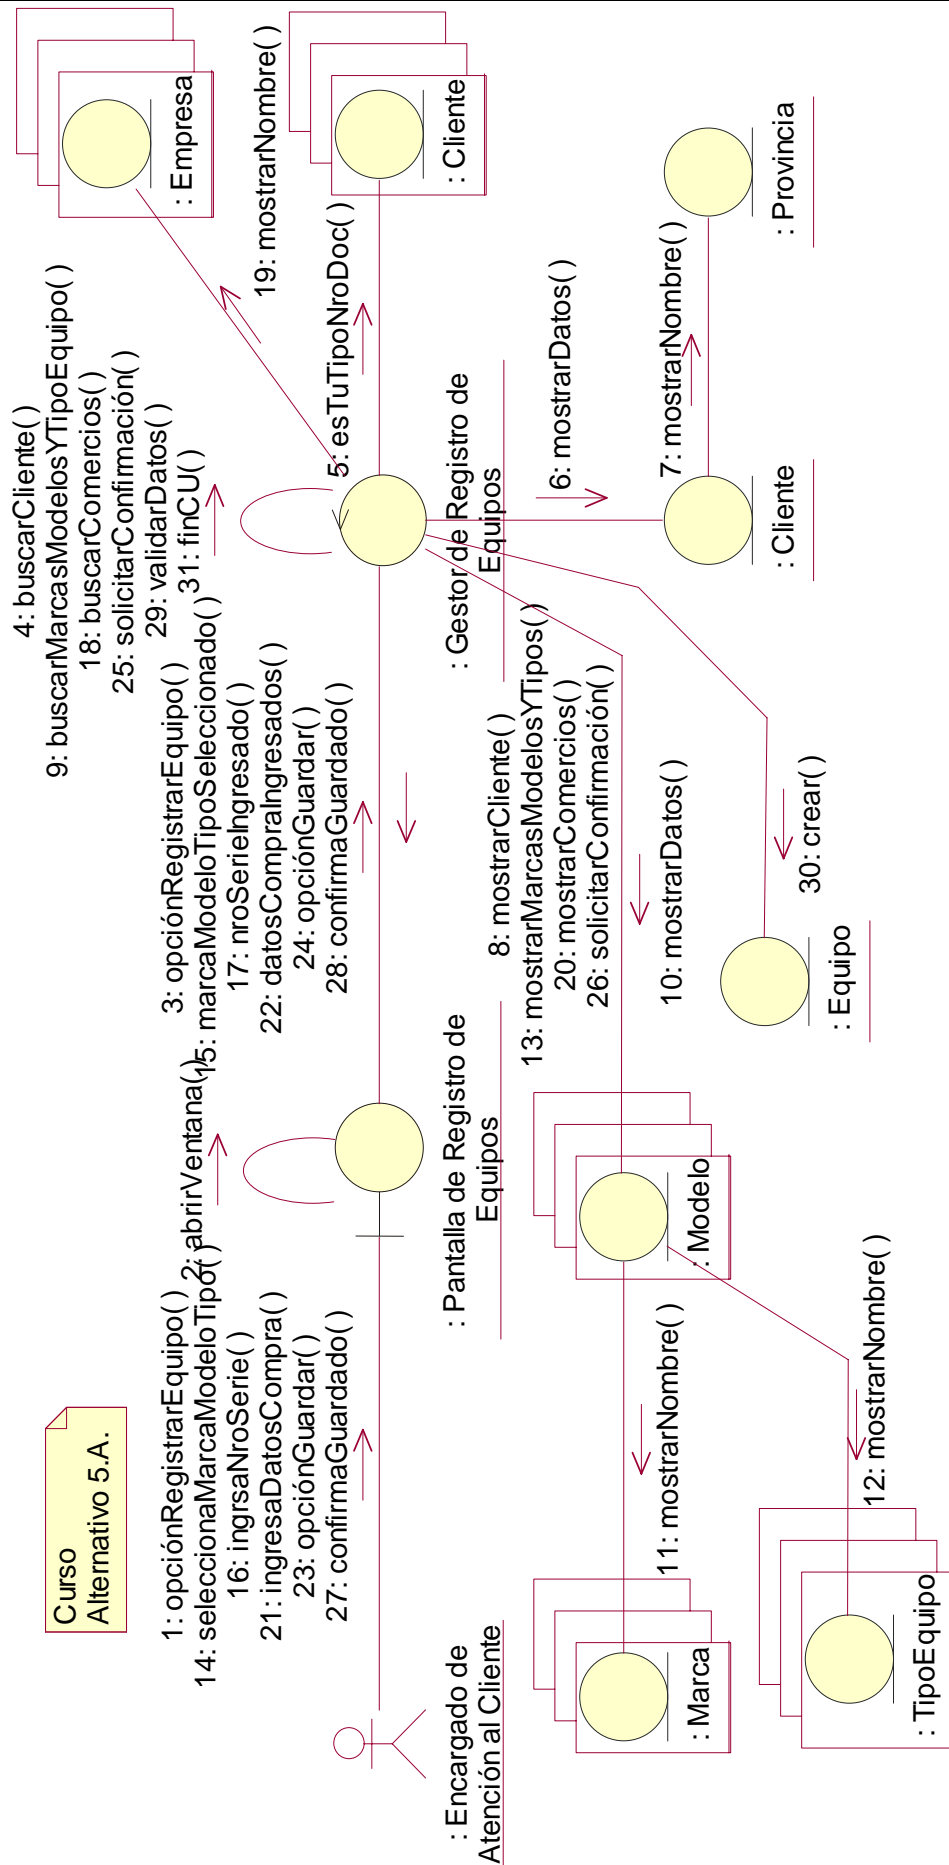 Curso
Alternativo 5.A.
1: opciónRegistrarEquipo( )
14: seleccionaMarcaModeloTipo( )
16: ingrsaNroSerie( )
21: ingresaDatosCompra( )
23: opciónGuardar( )
27: confirmaGuardado( )
2: abrirVentana( )
3: opciónRegistrarEquipo( )
15: marcaModeloTipoSeleccionado( )
17: nroSerieIngresado( )
22: datosCompraIngresados( )
24: opciónGuardar( )
28: confirmaGuardado( )
4: buscarCliente( )
9: buscarMarcasModelosYTipoEquipo( )
18: buscarComercios( )
25: solicitarConfirmación( )
29: validarDatos( )
31: finCU( )
19: mostrarNombre( )
: Empresa
5: esTuTipoNroDoc( )
: Cliente
: Encargado de
Atención al Cliente
: Pantalla de Registro de
Equipos
: Gestor de Registro de
Equipos
8: mostrarCliente( )
13: mostrarMarcasModelosYTipos( )
20: mostrarComercios( )
26: solicitarConfirmación( )
6: mostrarDatos( )
7: mostrarNombre( )
: Cliente
: Provincia
10: mostrarDatos( )
30: crear( )
: Equipo
: Modelo
11: mostrarNombre( )
: Marca
12: mostrarNombre( )
: TipoEquipo